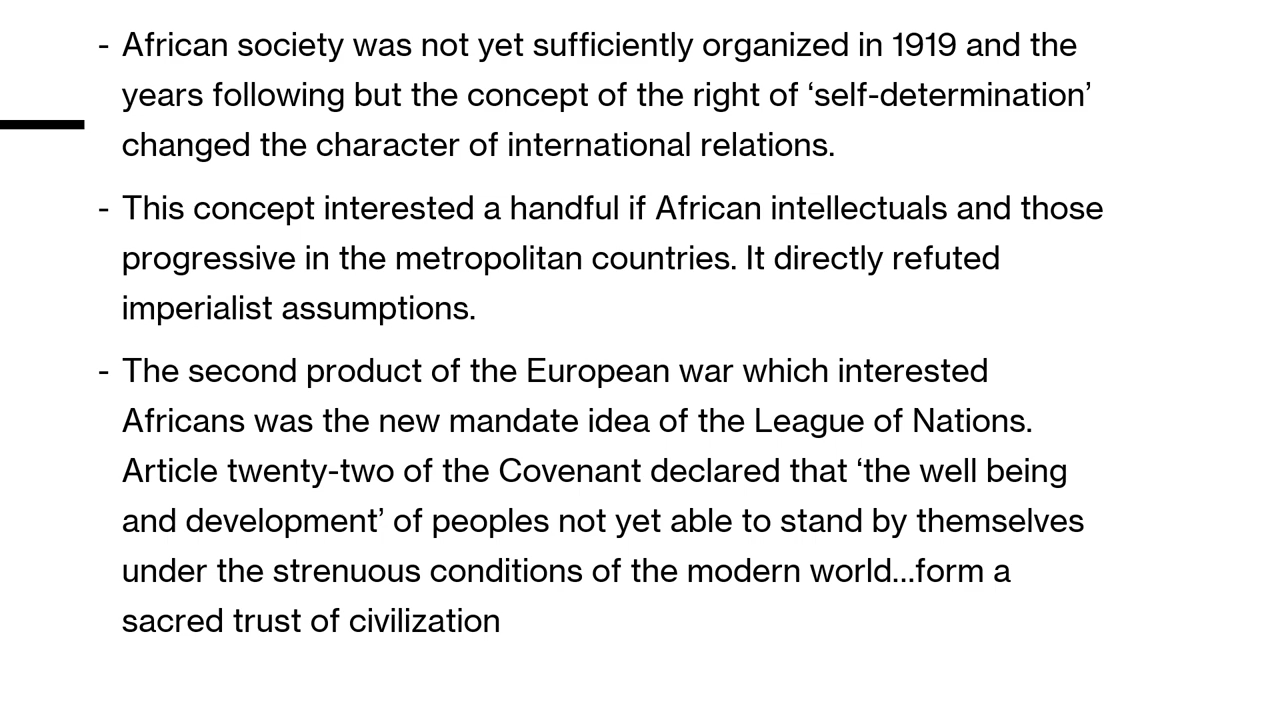 - African society was not yet sufficiently organized in 1919 and the
years following but the concept of the right of ‘self-determination’
changed the character of international relations.
- This concept interested a handful if African intellectuals and those
progressive in the metropolitan countries. It directly refuted
imperialist assumptions.
- The second product of the European war which interested
Africans was the new mandate idea of the League of Nations.
Article twenty-two of the Covenant declared that ‘the well being
and development’ of peoples not yet able to stand by themselves
under the strenuous conditions of the modern world...form a
sacred trust of civilization